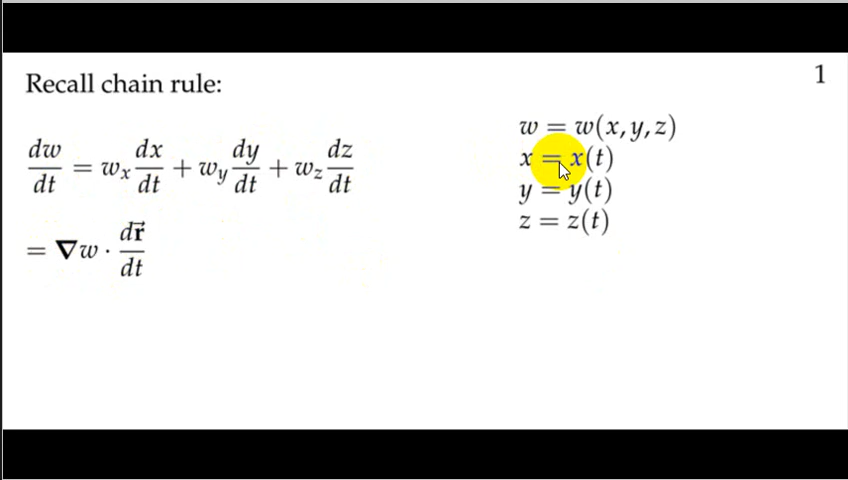 Recall chain rule:
1
dw/dt = w_x dx/dt + w_y dy/dt + w_z dz/dt
= ∇w · dr⃗/dt
w = w(x, y, z)
x = x(t)
y = y(t)
z = z(t)